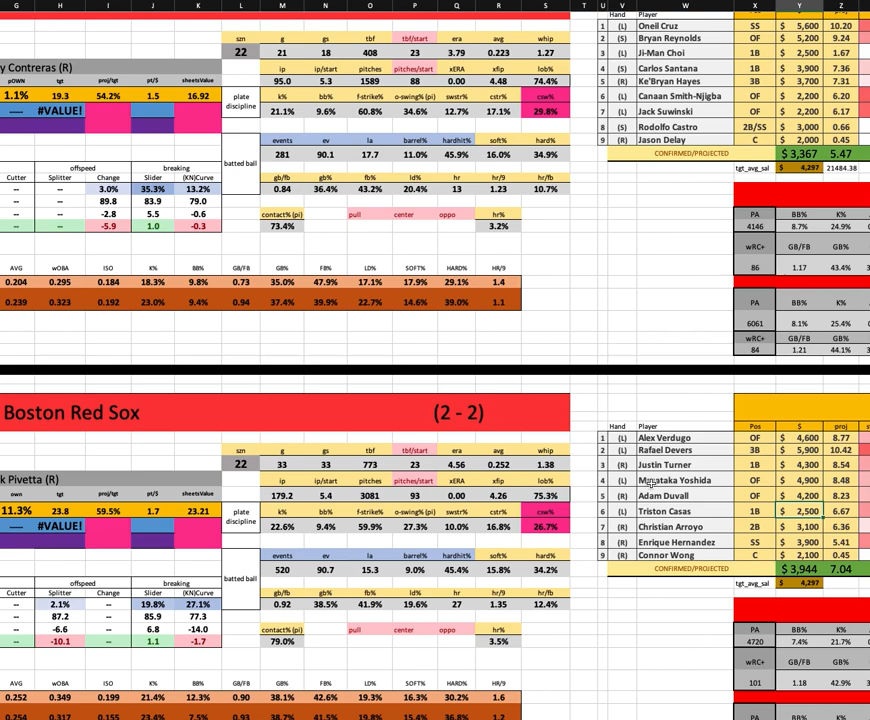 G H I J K L M N O P Q R S T U V W X Y Z
Hand Player
szn g gs tbf tbf/start era avg whip 1 (L) Oneil Cruz SS $ 5,600 10.20
22 21 18 408 23 3.79 0.223 1.27 2 (S) Bryan Reynolds OF $ 5,200 9.24
y Contreras (R) ip ip/start pitches pitches/start xERA xfip lob% 3 (L) Ji-Man Choi 1B $ 2,500 1.67
pOWN tgt proj/tgt pt/$ sheetsValue 95.0 5.3 1589 88 0.00 4.48 74.4% 4 (S) Carlos Santana 1B $ 3,900 7.36
1.1% 19.3 54.2% 1.5 16.92 plate discipline k% bb% f-strike% o-swing% (pi) swstr% cstr% csw% 5 (R) Ke'Bryan Hayes 3B $ 3,700 7.31
----- #VALUE! 21.1% 9.6% 60.8% 34.6% 12.7% 17.1% 29.8% 6 (L) Canaan Smith-Njigba OF $ 2,200 6.20
7 (L) Jack Suwinski OF $ 2,200 6.17
batted ball events ev la barrel% hardhit% soft% hard% 8 (S) Rodolfo Castro 2B/SS $ 3,000 0.66
281 90.1 17.7 11.0% 45.9% 16.0% 34.9% 9 (R) Jason Delay C $ 2,000 0.45
CONFIRMED/PROJECTED $ 3,367 5.47
offspeed breaking gb/fb gb% fb% ld% hr hr/9 hr/fb tgt_avg_sal $ 4,297 21484.38
Cutter Splitter Change Slider (KN)Curve 0.84 36.4% 43.2% 20.4% 13 1.23 10.7%
-- -- 3.0% 35.3% 13.2%
-- -- 89.8 83.9 79.0
-- -- -2.8 5.5 -0.6 contact% (pi) pull center oppo hr% PA BB% K%
-- -- -5.9 1.0 -0.3 73.4% 3.2% 4146 8.7% 24.9%
wRC+ GB/FB GB%
AVG wOBA ISO K% BB% GB/FB GB% FB% LD% SOFT% HARD% HR/9 86 1.17 43.4%
0.204 0.295 0.184 18.3% 9.8% 0.73 35.0% 47.9% 17.1% 17.9% 29.1% 1.4
0.239 0.323 0.192 23.0% 9.4% 0.94 37.4% 39.9% 22.7% 14.6% 39.0% 1.1 PA BB% K%
6061 8.1% 25.4%
wRC+ GB/FB GB%
84 1.21 44.1%
Boston Red Sox (2 - 2)
Hand Player Pos $ proj
1 (L) Alex Verdugo OF $ 4,600 8.77
szn g gs tbf tbf/start era avg whip 2 (L) Rafael Devers 3B $ 5,900 10.42
22 33 33 773 23 4.56 0.252 1.38 3 (R) Justin Turner 1B $ 4,300 8.54
k Pivetta (R) ip ip/start pitches pitches/start xERA xfip lob% 4 (L) Masataka Yoshida OF $ 4,900 8.48
own tgt proj/tgt pt/$ sheetsValue 179.2 5.4 3081 93 0.00 4.26 75.3% 5 (R) Adam Duvall OF $ 4,200 8.23
11.3% 23.8 59.5% 1.7 23.21 plate discipline k% bb% f-strike% o-swing% (pi) swstr% cstr% csw% 6 (L) Triston Casas 1B $ 2,500 6.67
----- #VALUE! 22.6% 9.4% 59.9% 27.3% 10.0% 16.8% 26.7% 7 (R) Christian Arroyo 2B $ 3,100 6.36
8 (R) Enrique Hernandez SS $ 3,900 5.41
batted ball events ev la barrel% hardhit% soft% hard% 9 (R) Connor Wong C $ 2,100 0.45
520 90.7 15.3 9.0% 45.4% 15.8% 34.2% CONFIRMED/PROJECTED $ 3,944 7.04
offspeed breaking gb/fb gb% fb% ld% hr hr/9 hr/fb tgt_avg_sal $ 4,297
Cutter Splitter Change Slider (KN)Curve 0.92 38.5% 41.9% 19.6% 27 1.35 12.4%
-- 2.1% -- 19.8% 27.1%
-- 87.2 -- 85.9 77.3
-- -6.6 -- 6.8 -14.0 contact% (pi) pull center oppo hr% PA BB% K%
-- -10.1 -- 1.1 -1.7 79.0% 3.5% 4720 7.4% 21.7%
wRC+ GB/FB GB%
AVG wOBA ISO K% BB% GB/FB GB% FB% LD% SOFT% HARD% HR/9 101 1.18 42.9%
0.252 0.349 0.199 21.4% 12.3% 0.90 38.1% 42.6% 19.3% 16.3% 30.2% 1.6
0.254 0.317 0.155 23.4% 7.5% 0.93 38.7% 41.5% 19.8% 15.4% 36.8% 1.2 PA BB% K%